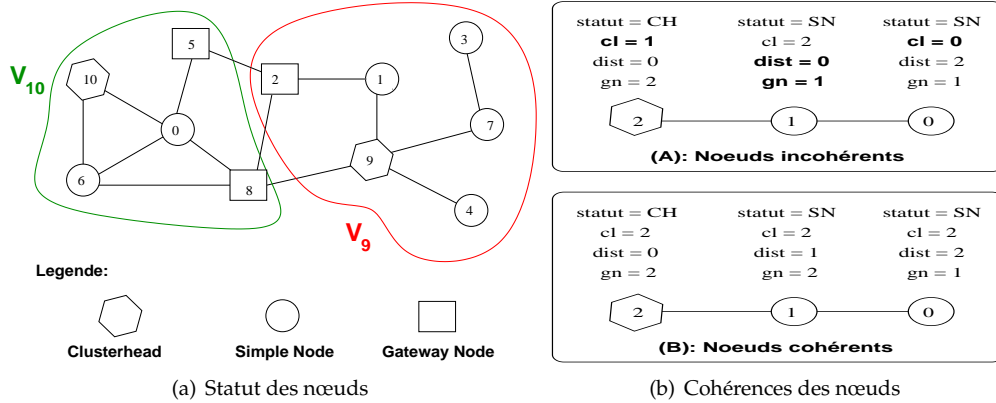 V10
10
5
0
6
8
2
1
3
7
9
4
V9
Legende:
Clusterhead
Simple Node
Gateway Node
(a) Statut des nœuds
statut = CH statut = SN statut = SN
cl = 1 cl = 2 cl = 0
dist = 0 dist = 0 dist = 2
gn = 2 gn = 1 gn = 1
2 1 0
(A): Noeuds incohérents
statut = CH statut = SN statut = SN
cl = 2 cl = 2 cl = 2
dist = 0 dist = 1 dist = 2
gn = 2 gn = 2 gn = 1
2 1 0
(B): Noeuds cohérents
(b) Cohérences des nœuds